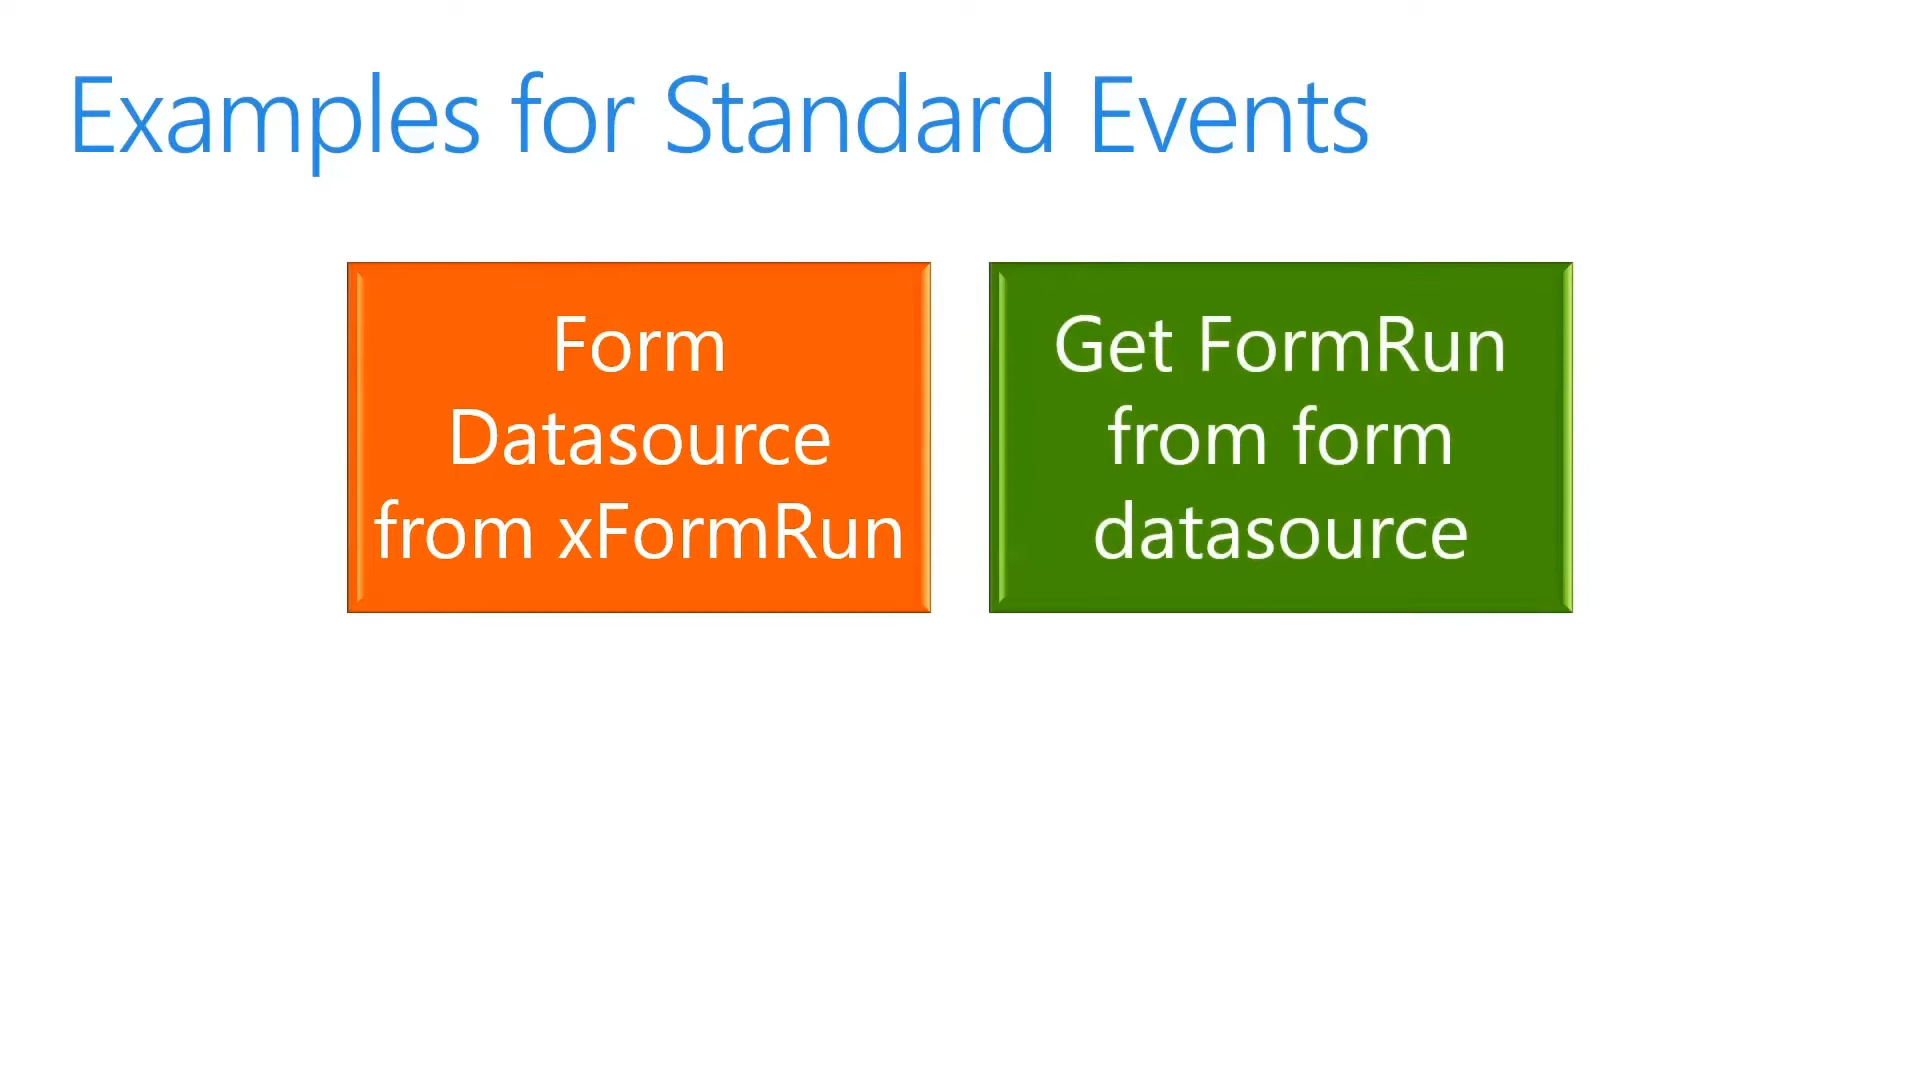 Examples for Standard Events
Form
Datasource
from xFormRun
Get FormRun
from form
datasource